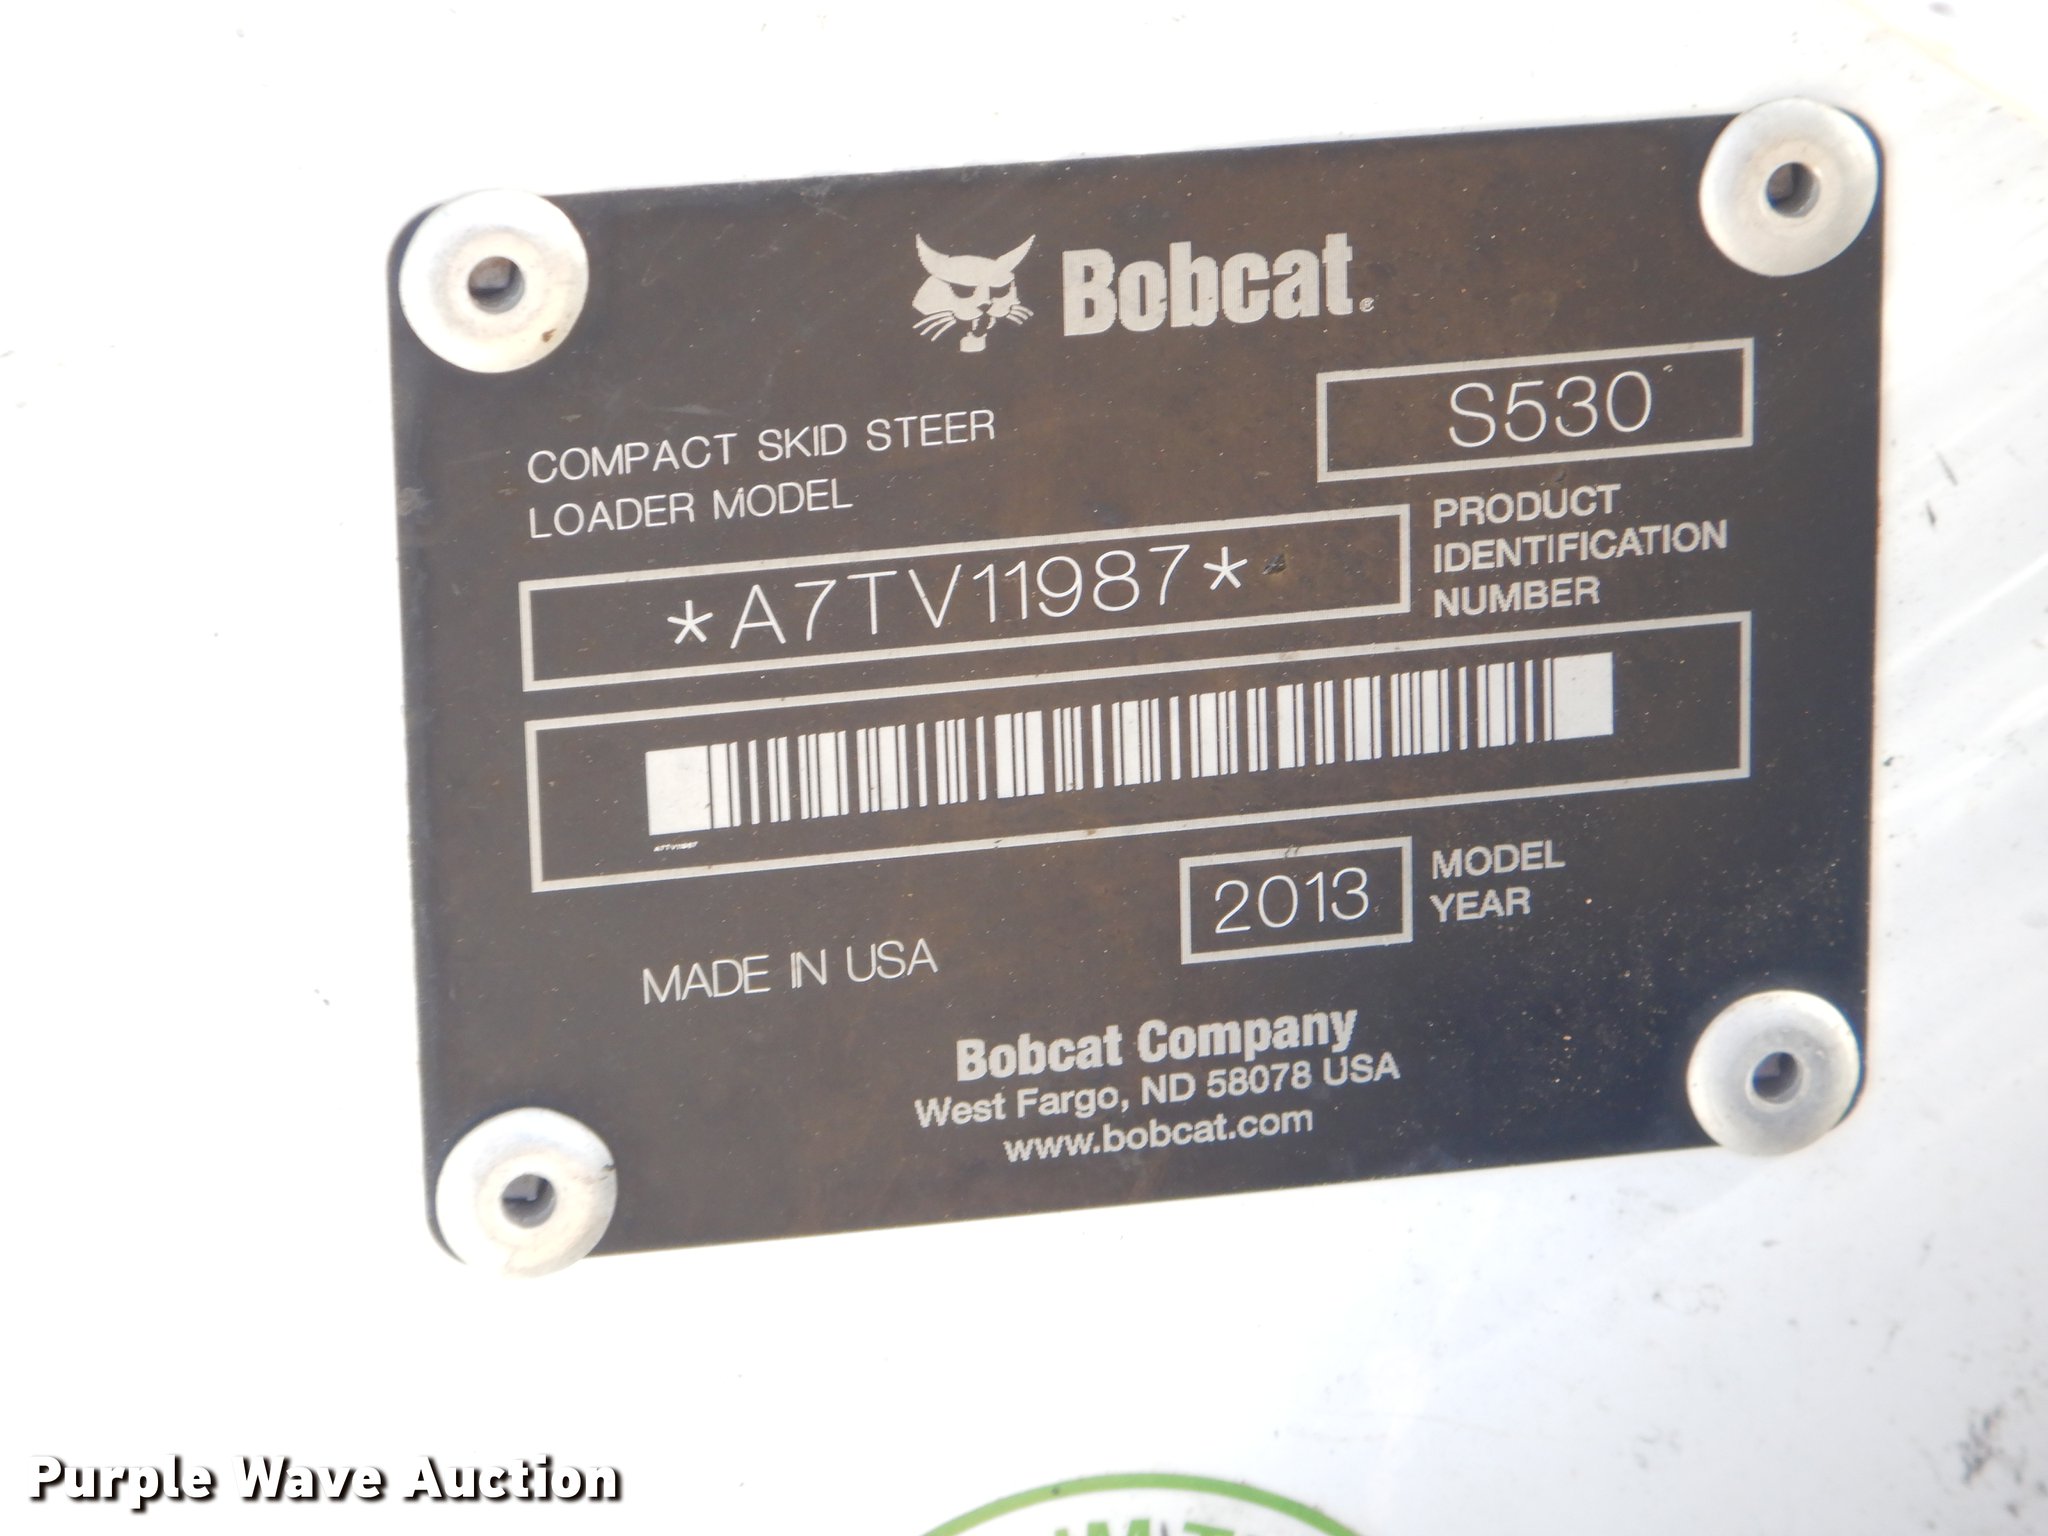 Bobcat®
COMPACT SKID STEER
LOADER MODEL
S530
*A7TV11987*
PRODUCT
IDENTIFICATION
NUMBER
A7TV11987
2013
MODEL
YEAR
MADE IN USA
Bobcat Company
West Fargo, ND 58078 USA
www.bobcat.com
Purple Wave Auction